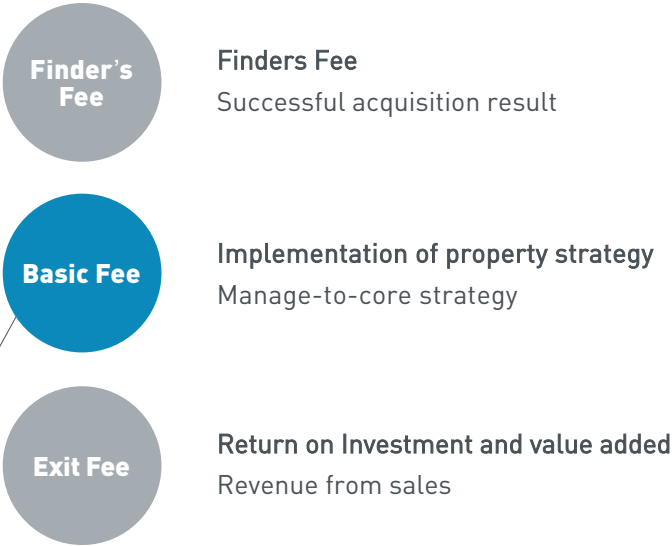 Finder’s
Fee
Finders Fee
Successful acquisition result
Basic Fee
Implementation of property strategy
Manage-to-core strategy
Exit Fee
Return on Investment and value added
Revenue from sales